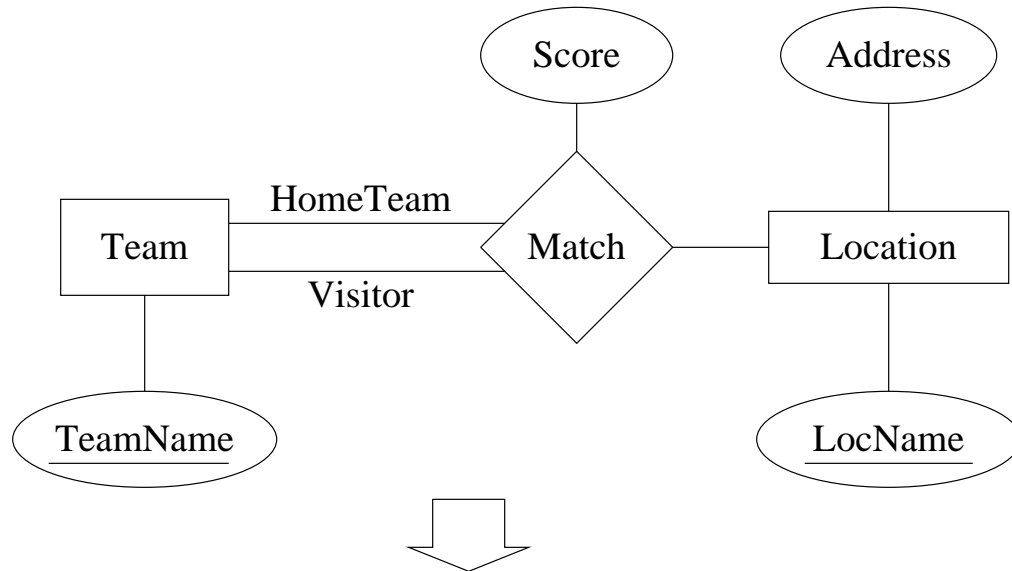 Score
Address
HomeTeam
Team
Match
Location
Visitor
TeamName
LocName